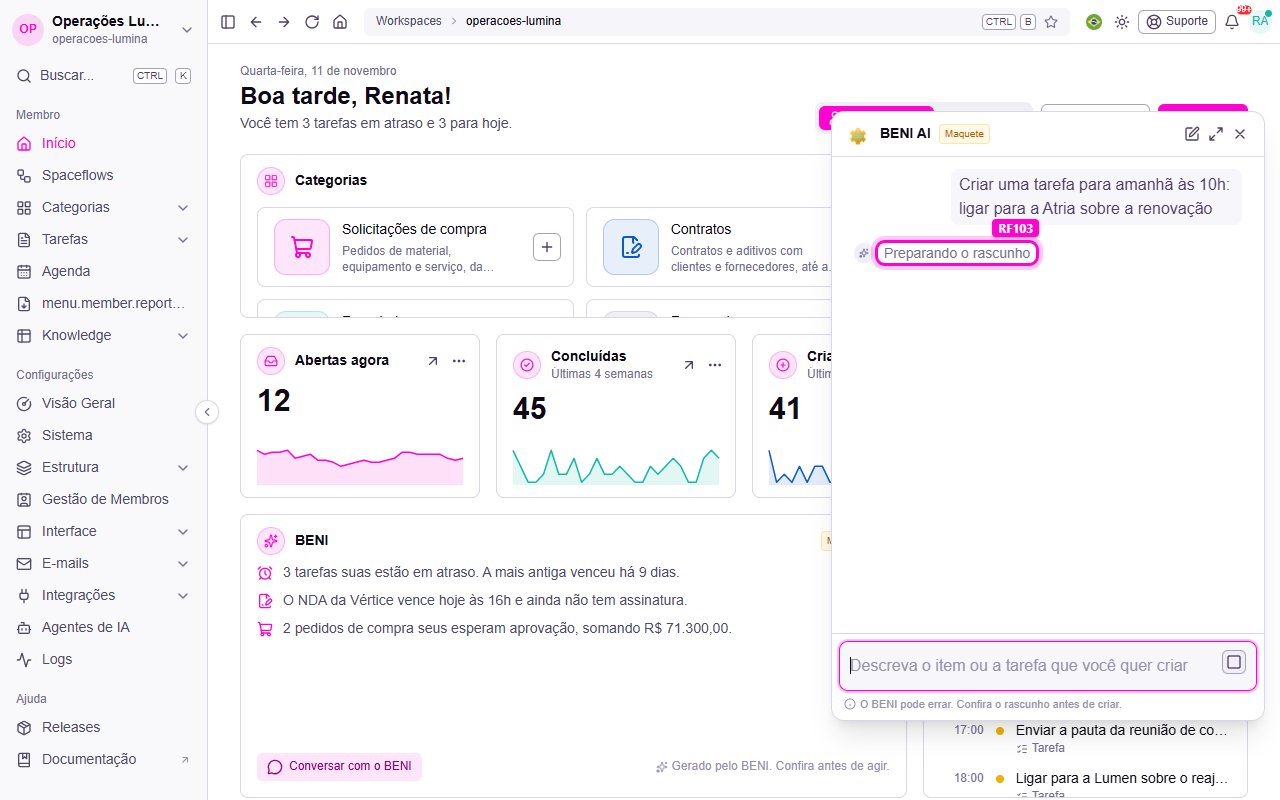 OP
Operações Lu...
operacoes-lumina
Buscar...
CTRL
K
Membro
Início
Spaceflows
Categorias
Tarefas
Agenda
menu.member.report...
Knowledge
Configurações
Visão Geral
Sistema
Estrutura
Gestão de Membros
Interface
E-mails
Integrações
Agentes de IA
Logs
Ajuda
Releases
Documentação
Workspaces
operacoes-lumina
CTRL
B
Suporte
99+
RA
Quarta-feira, 11 de novembro
Boa tarde, Renata!
Você tem 3 tarefas em atraso e 3 para hoje.
Categorias
Solicitações de compra
Pedidos de material,
equipamento e serviço, da...
Contratos
Contratos e aditivos com
clientes e fornecedores, até a
Abertas agora
12
Concluídas
Últimas 4 semanas
45
41
BENI
3 tarefas suas estão em atraso. A mais antiga venceu há 9 dias.
O NDA da Vértice vence hoje às 16h e ainda não tem assinatura.
2 pedidos de compra seus esperam aprovação, somando R$ 71.300,00.
Conversar com o BENI
Gerado pelo BENI. Confira antes de agir.
BENI AI
Maquete
Criar uma tarefa para amanhã às 10h:
ligar para a Atria sobre a renovação
RF103
Preparando o rascunho
Descreva o item ou a tarefa que você quer criar
O BENI pode errar. Confira o rascunho antes de criar.
17:00
Enviar a pauta da reunião de co...
Tarefa
18:00
Ligar para a Lumen sobre o reaj...
Tarefa